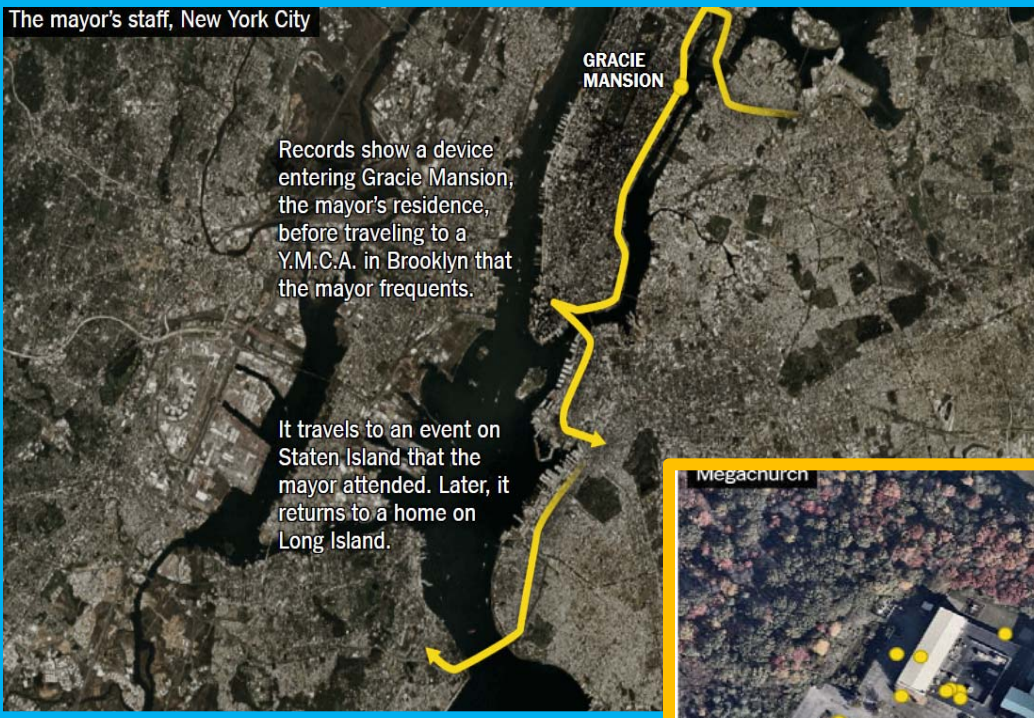 The mayor’s staff, New York City
GRACIE
MANSION
Records show a device
entering Gracie Mansion,
the mayor’s residence,
before traveling to a
Y.M.C.A. in Brooklyn that
the mayor frequents.
It travels to an event on
Staten Island that the
mayor attended. Later, it
returns to a home on
Long Island.
Megachurch